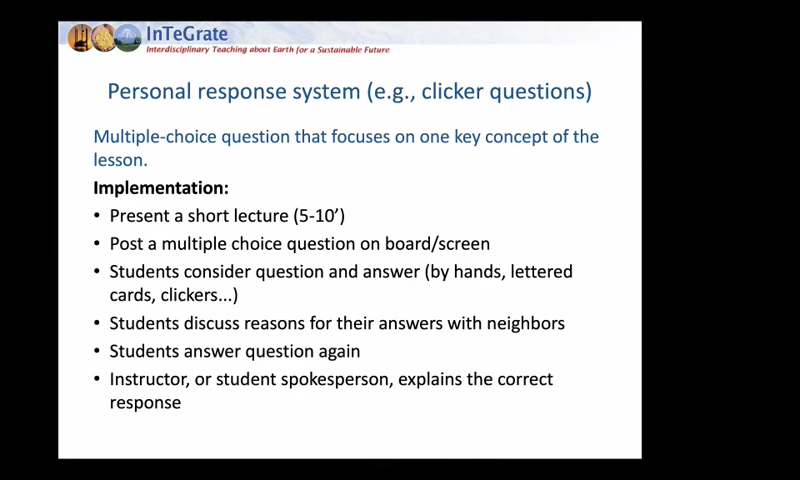 InTeGrate
Interdisciplinary Teaching about Earth for a Sustainable Future
Personal response system (e.g., clicker questions)
Multiple-choice question that focuses on one key concept of the
lesson.
Implementation:
• Present a short lecture (5-10’)
• Post a multiple choice question on board/screen
• Students consider question and answer (by hands, lettered
cards, clickers...)
• Students discuss reasons for their answers with neighbors
• Students answer question again
• Instructor, or student spokesperson, explains the correct
response